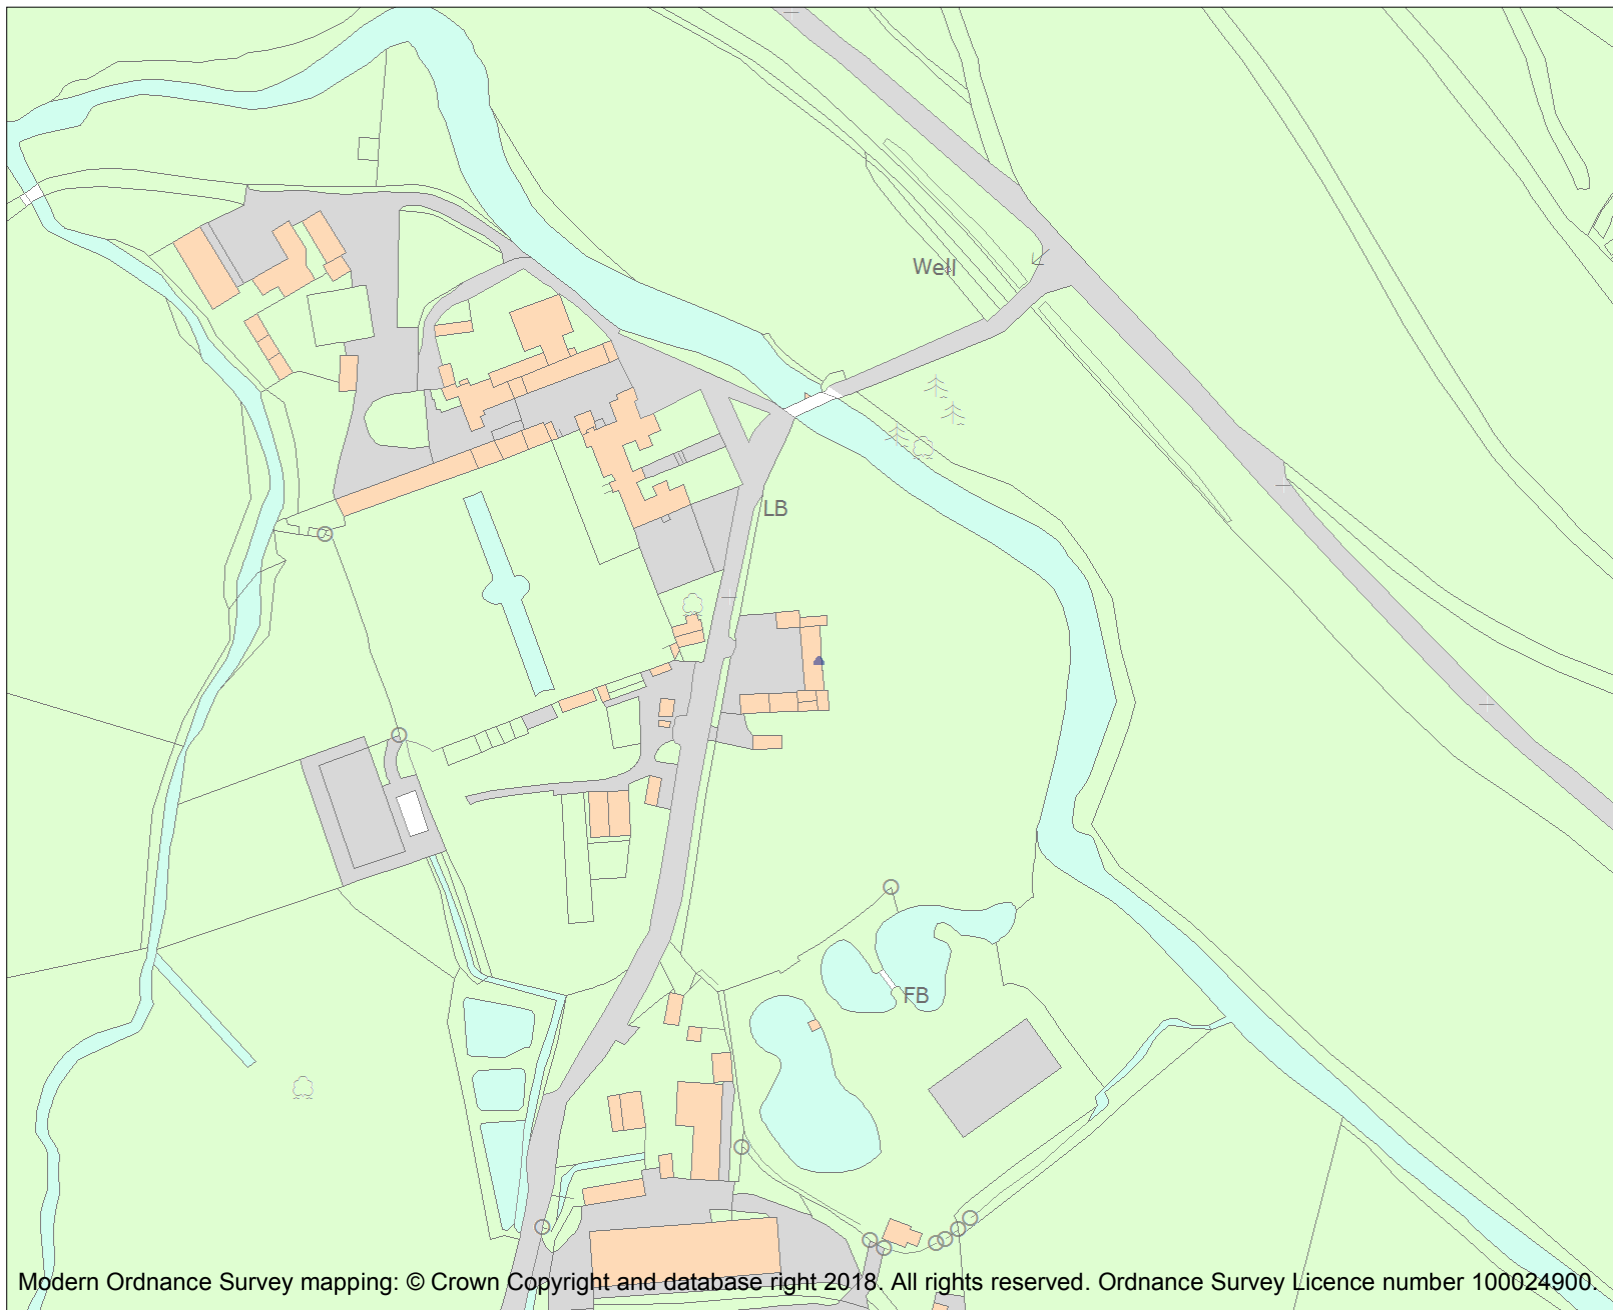 Well
LB
FB
Modern Ordnance Survey mapping: © Crown Copyright and database right 2018. All rights reserved. Ordnance Survey Licence number 100024900.